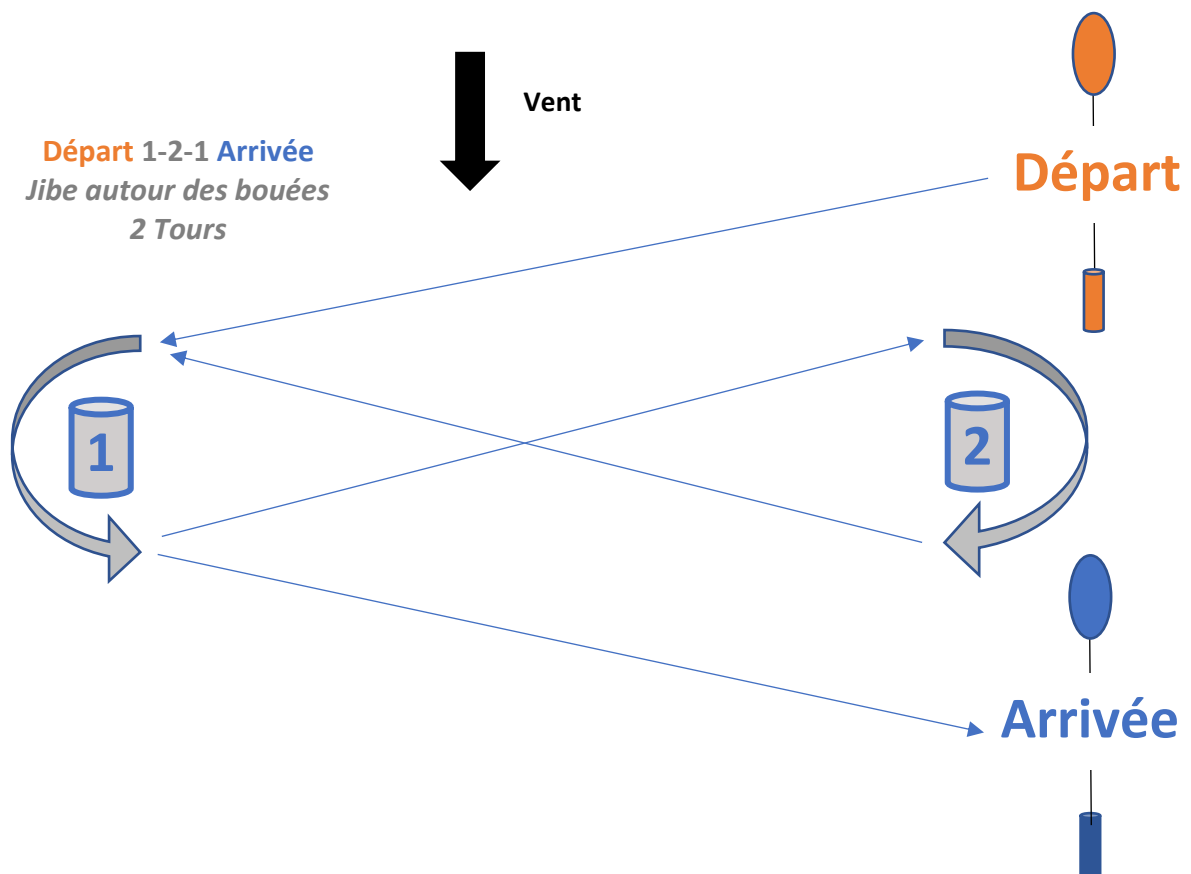 Vent
Départ 1-2-1 Arrivée
Jibe autour des bouées
2 Tours
Départ
1
2
Arrivée